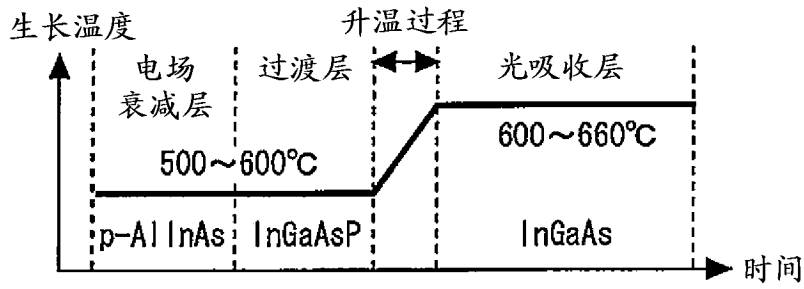 生长温度
升温过程
电场
衰减层
过渡层
光吸收层
500～600℃
600～660℃
p-AlInAs
InGaAsP
InGaAs
时间